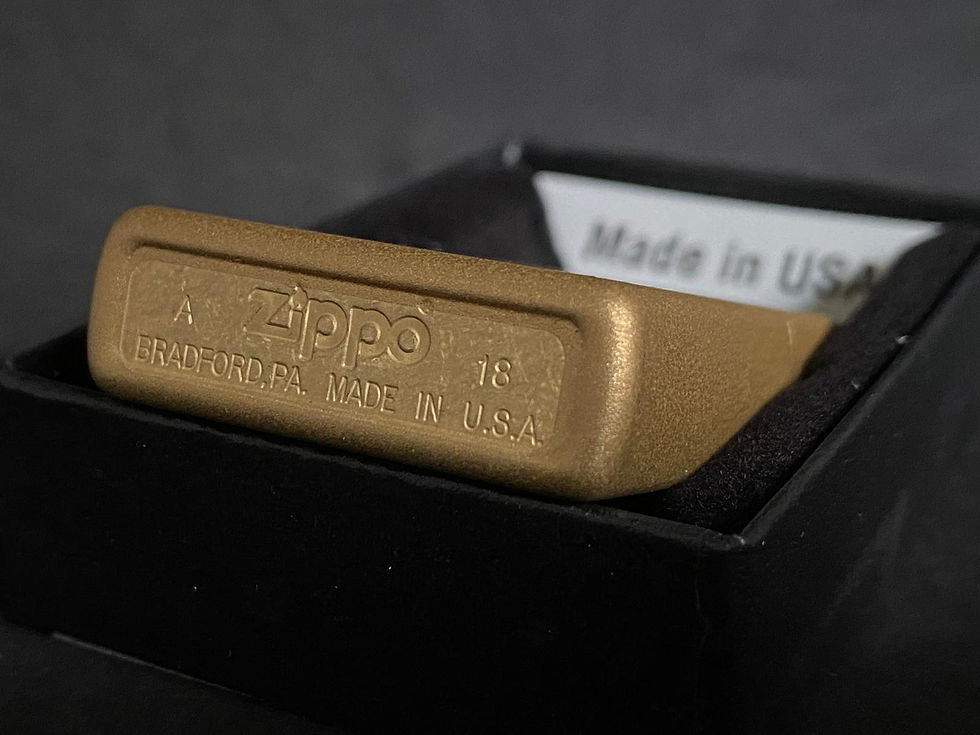 A Zippo 18
BRADFORD,PA. MADE IN U.S.A.
Made in USA